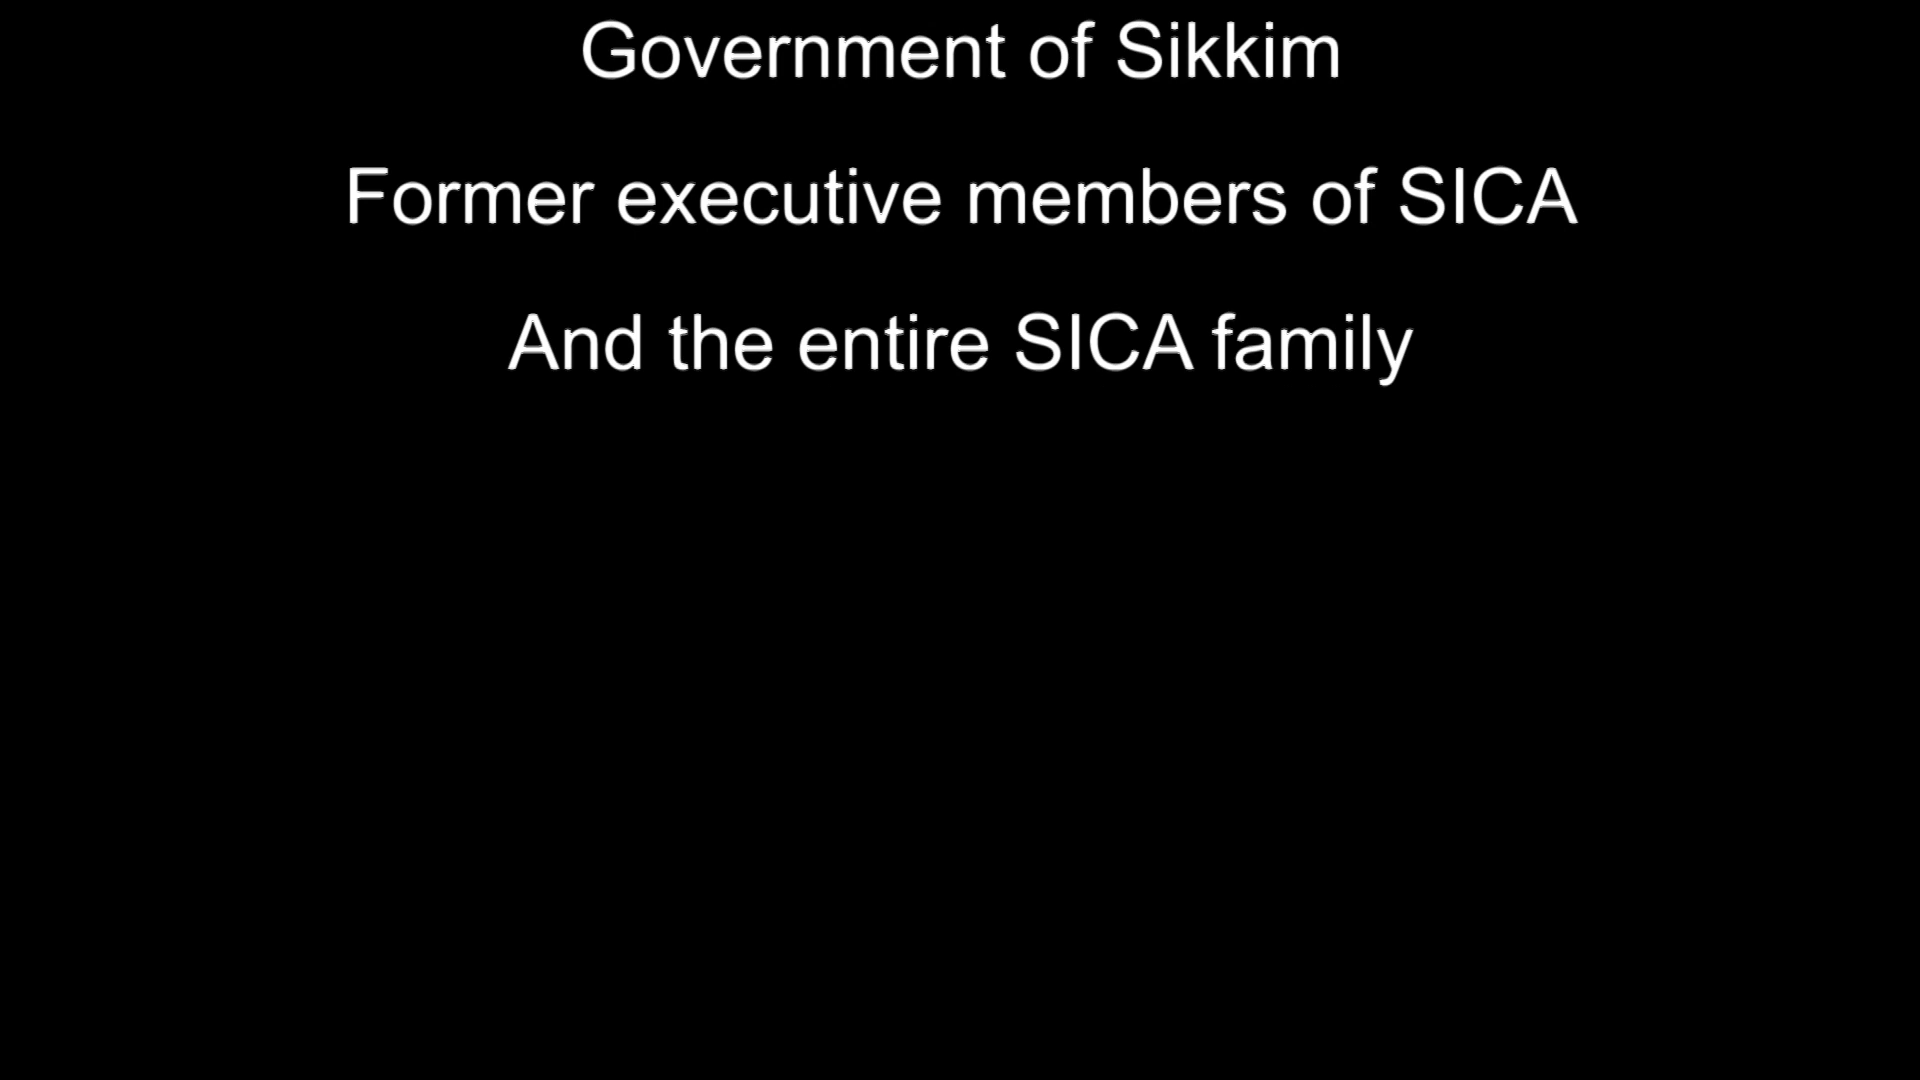 Government of Sikkim
Former executive members of SICA
And the entire SICA family